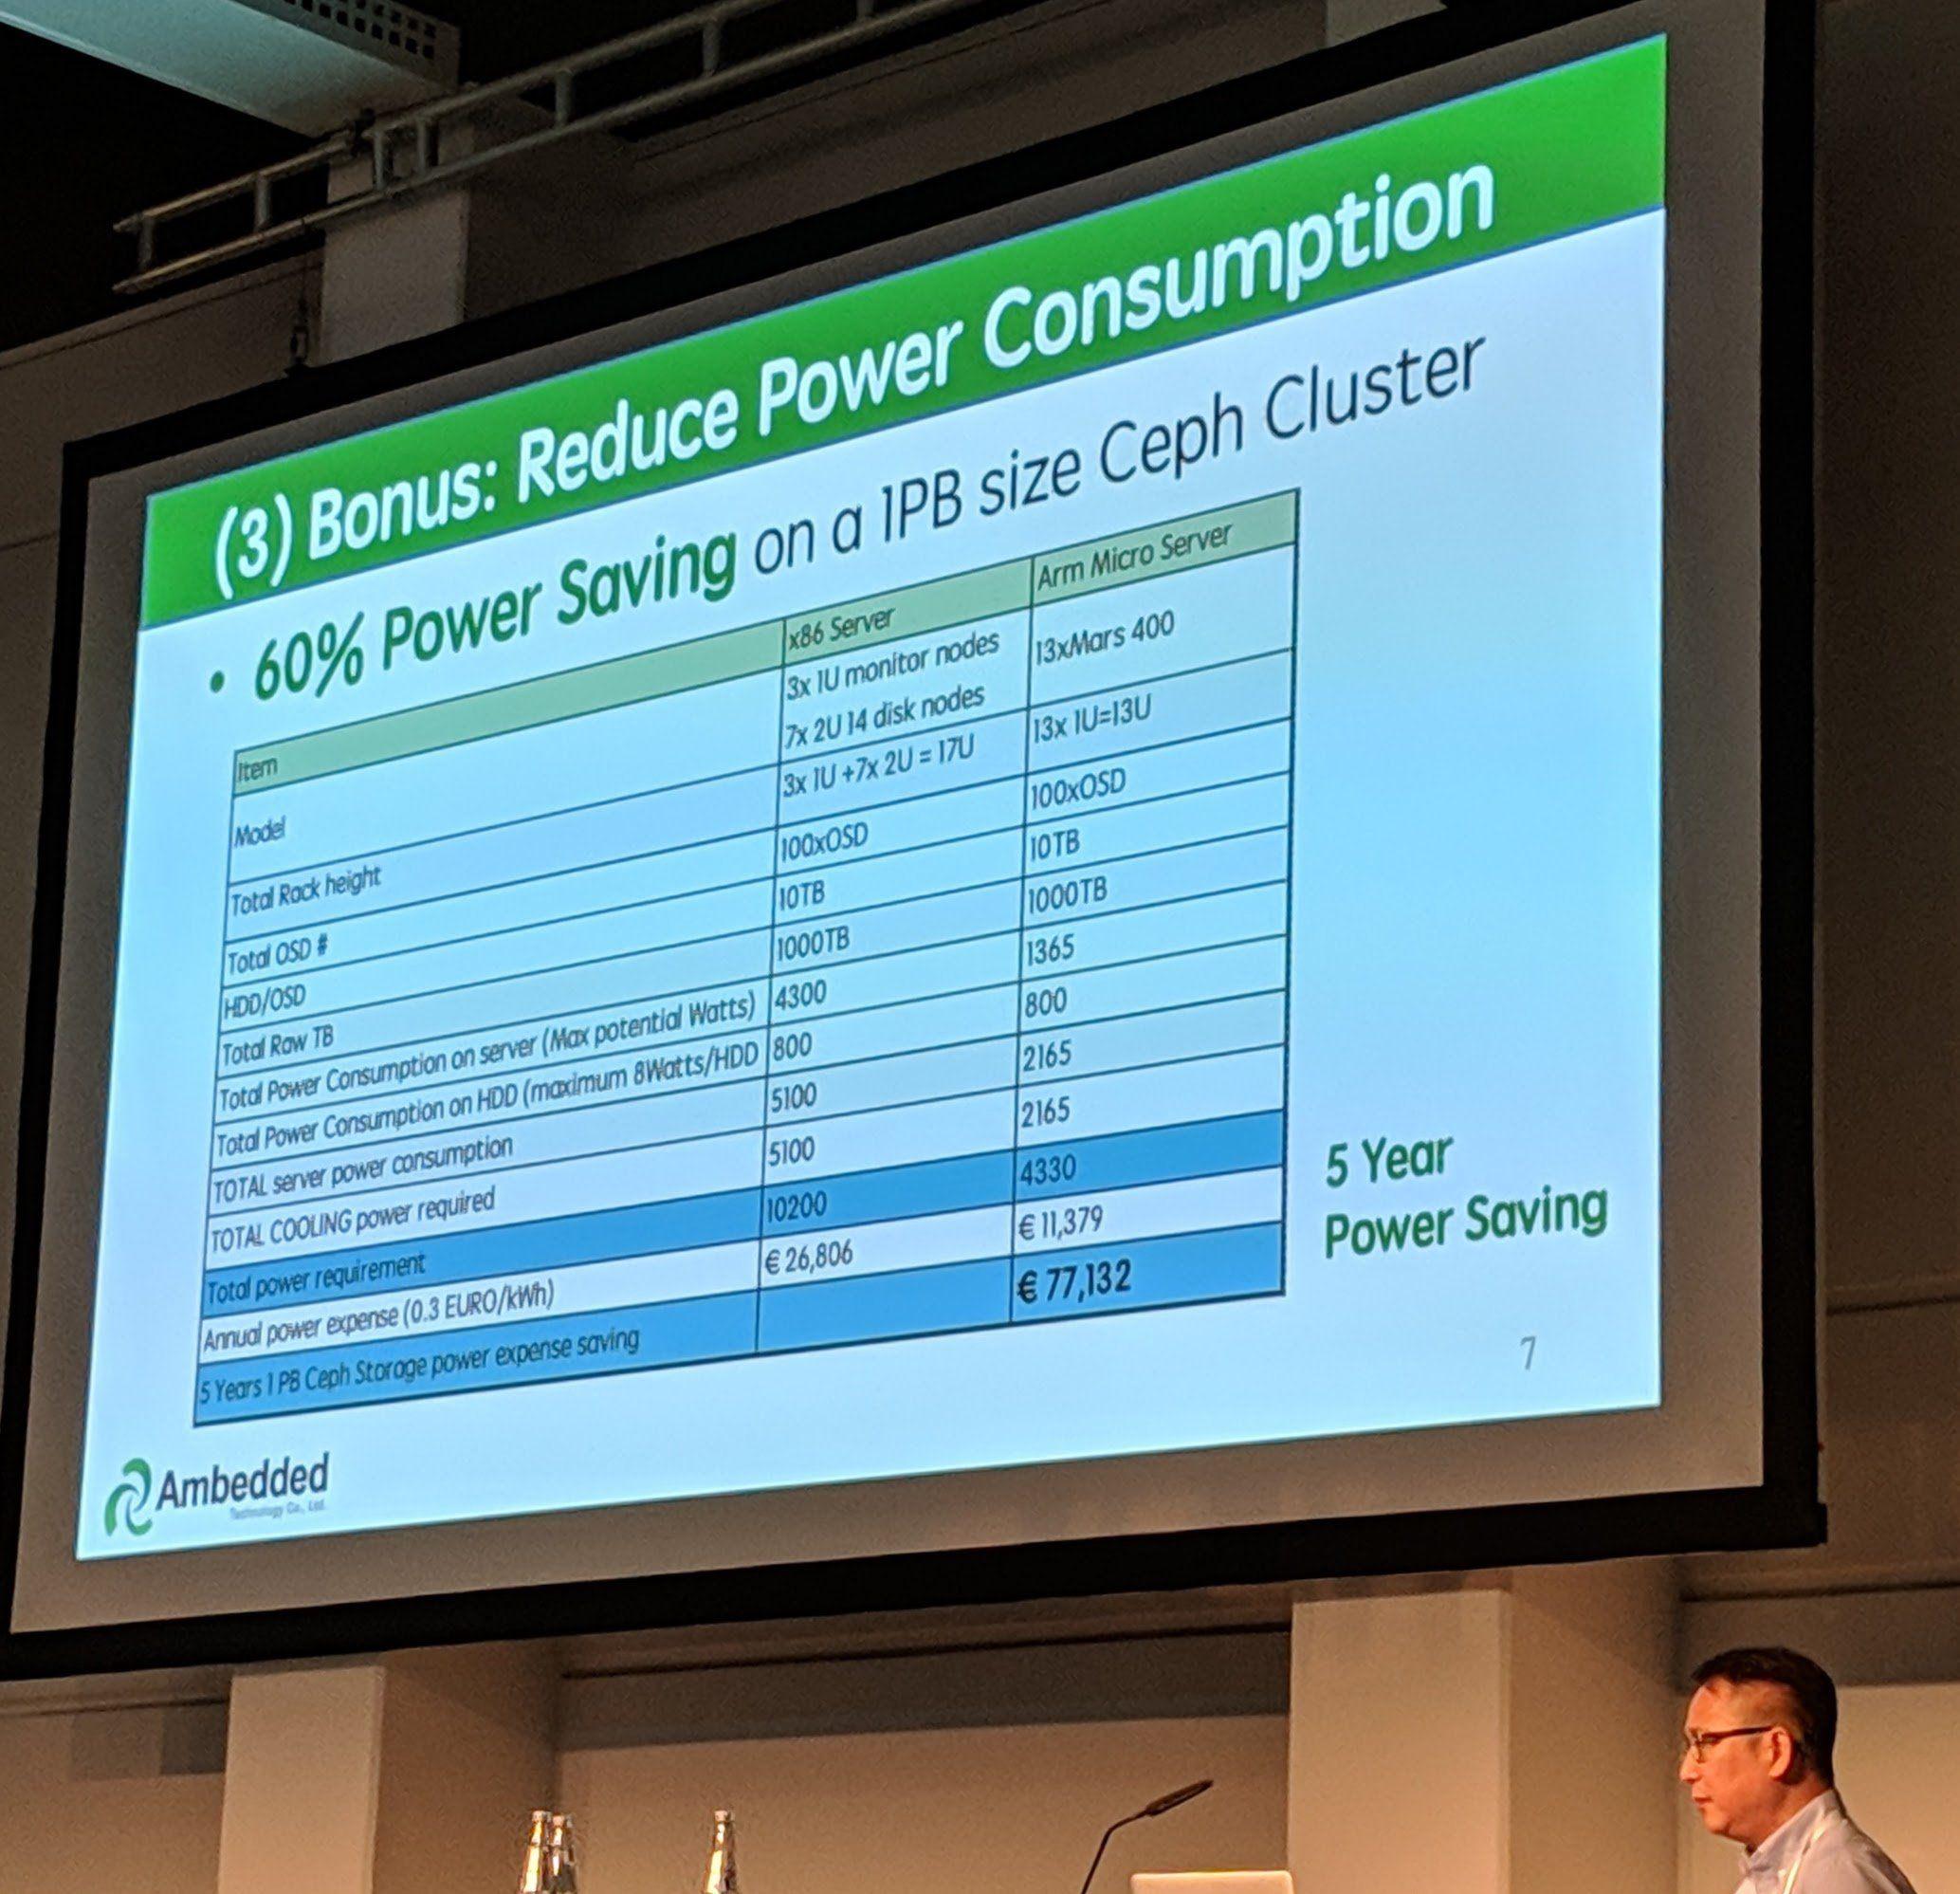 (3) Bonus: Reduce Power Consumption
• 60% Power Saving on a 1PB size Ceph Cluster
Item x86 Server Arm Micro Server
Model 3x 1U monitor nodes 13xMars 400
7x 2U 14 disk nodes
Total Rack height 3x 1U +7x 2U = 17U 13x 1U=13U
Total OSD # 100xOSD 100xOSD
HDD/OSD 10TB 10TB
Total Raw TB 1000TB 1000TB
Total Power Consumption on server (Max potential Watts) 4300 1365
Total Power Consumption on HDD (maximum 8Watts/HDD 800 800
TOTAL server power consumption 5100 2165
TOTAL COOLING power required 5100 2165
Total power requirement 10200 4330
Annual power expense (0.3 EURO/kWh) € 26,806 € 11,379
5 Years 1 PB Ceph Storage power expense saving € 77,132
5 Year
Power Saving
7
Ambedded
Technology Co., Ltd.